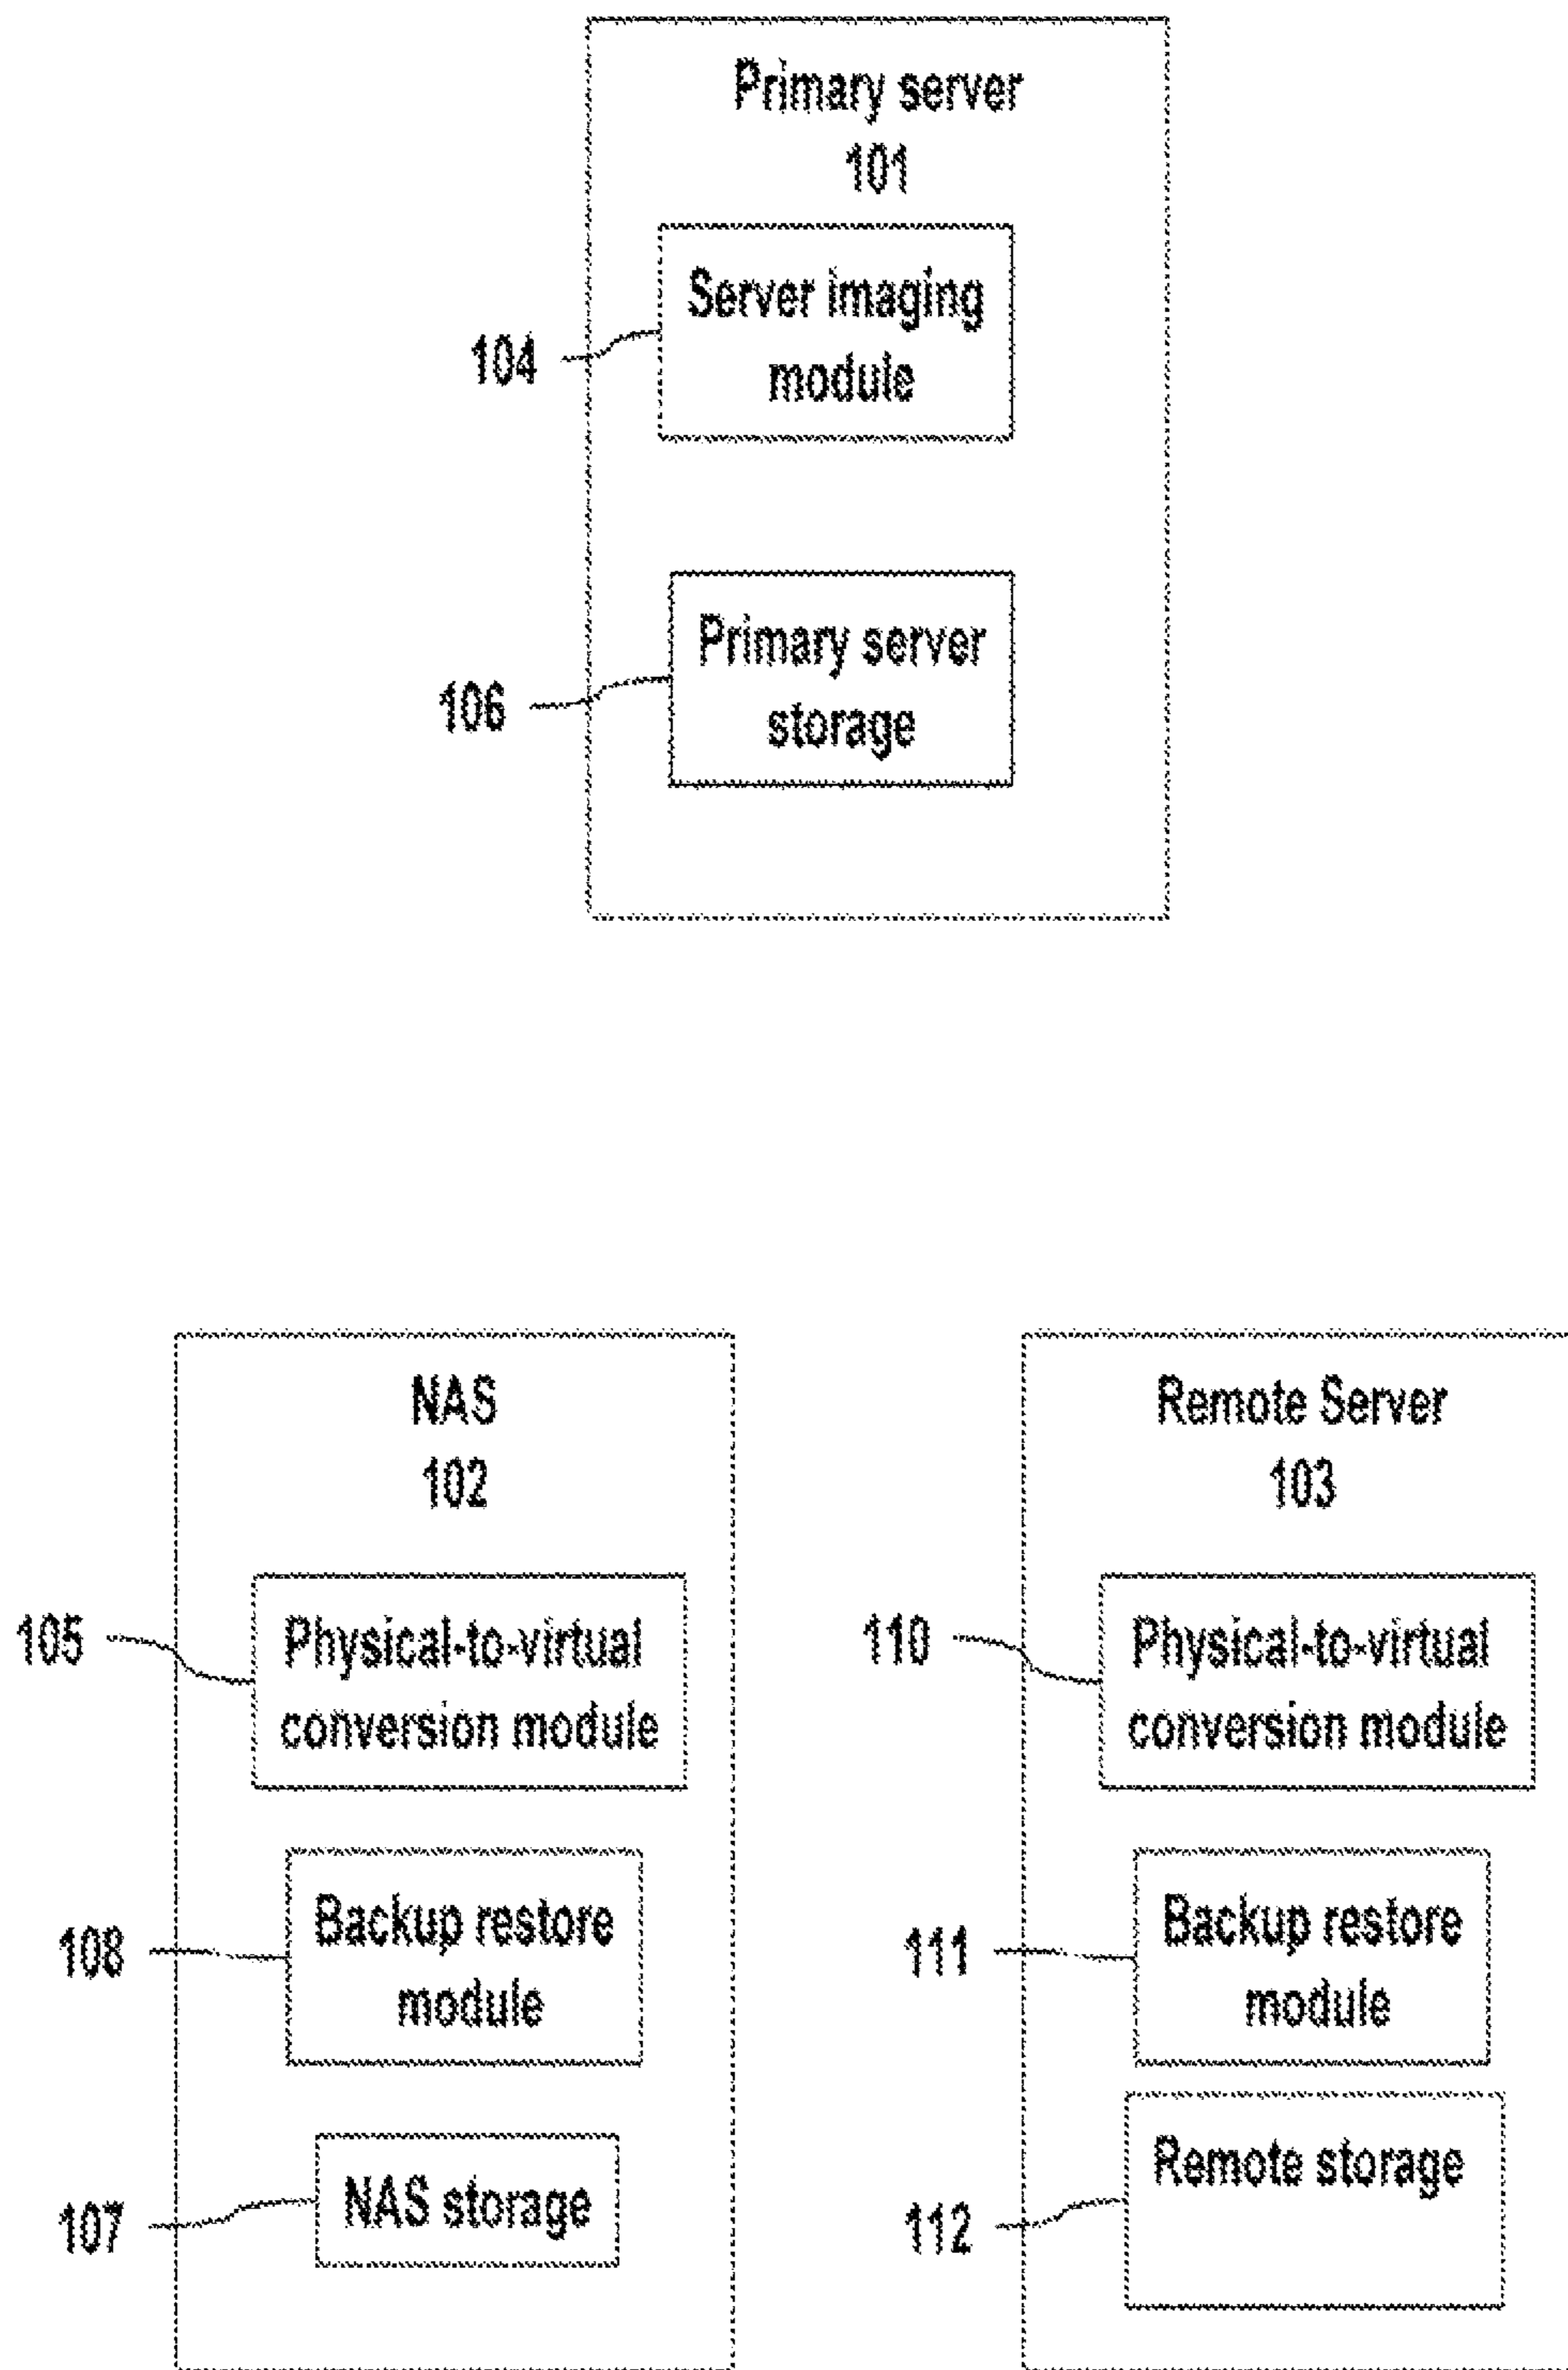 Primary server
101
Server imaging
module
104
Primary server
storage
106
NAS
102
Physical-to-virtual
conversion module
105
Backup restore
module
108
NAS storage
107
Remote Server
103
Physical-to-virtual
conversion module
110
Backup restore
module
111
Remote storage
112